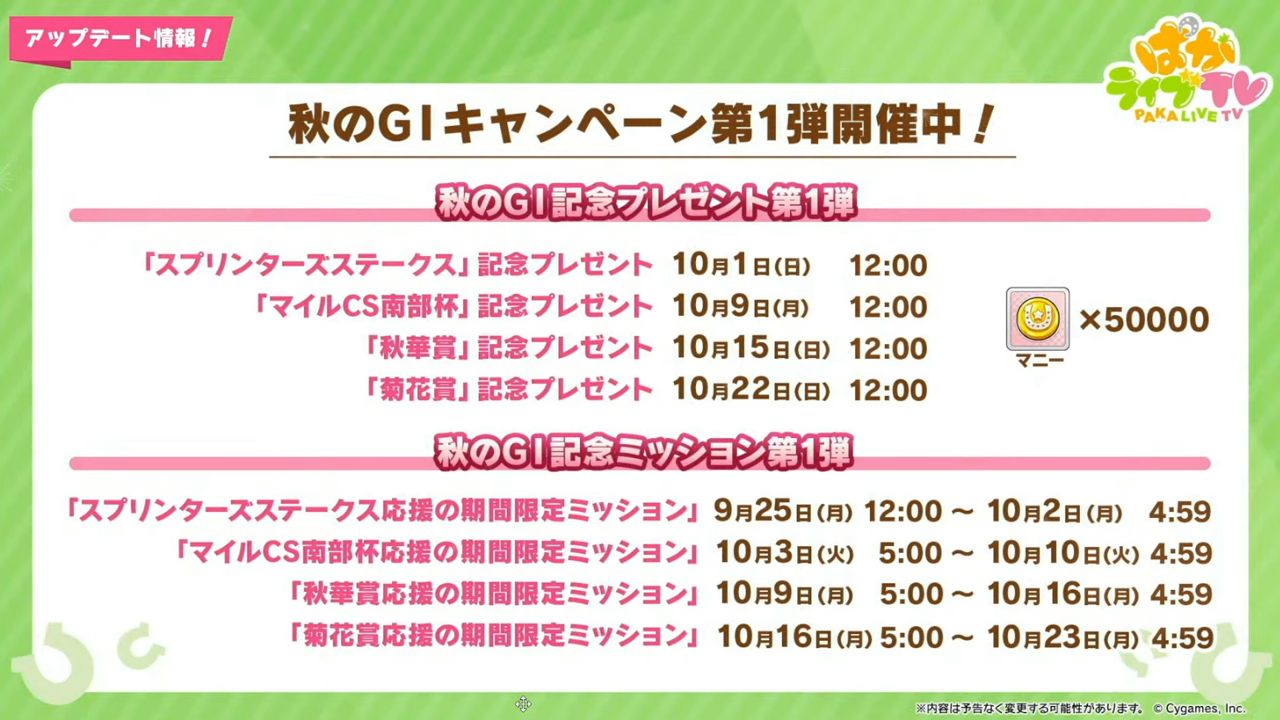 アップデート情報！
ぱか
ライブTV
PAKALIVE TV
秋のGⅠキャンペーン第1弾開催中！
秋のGⅠ記念プレゼント第1弾
「スプリンターズステークス」記念プレゼント 10月1日(日) 12:00
「マイルCS南部杯」記念プレゼント 10月9日(月) 12:00
「秋華賞」記念プレゼント 10月15日(日) 12:00
「菊花賞」記念プレゼント 10月22日(日) 12:00
×50000
マニー
秋のGⅠ記念ミッション第1弾
「スプリンターズステークス応援の期間限定ミッション」 9月25日(月) 12:00 ～ 10月2日(月) 4:59
「マイルCS南部杯応援の期間限定ミッション」 10月3日(火) 5:00 ～ 10月10日(火) 4:59
「秋華賞応援の期間限定ミッション」 10月9日(月) 5:00 ～ 10月16日(月) 4:59
「菊花賞応援の期間限定ミッション」 10月16日(月) 5:00 ～ 10月23日(月) 4:59
※内容は予告なく変更する可能性があります。 © Cygames, Inc.